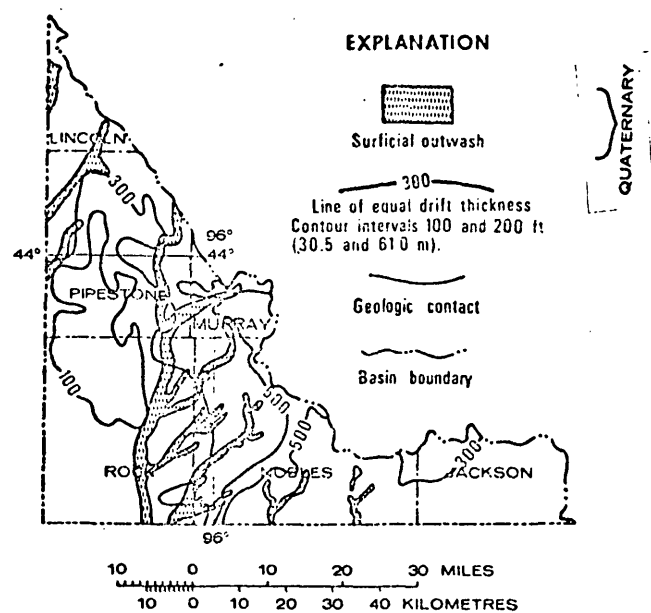 EXPLANATION
Surficial outwash
300
Line of equal drift thickness
Contour intervals 100 and 200 ft
(30.5 and 61.0 m).
Geologic contact
Basin boundary
QUATERNARY
LINCOLN
300
96°
44°
44°
PIPESTONE
MURRAY
100
300
500
300
ROCK
NOBLES
JACKSON
96°
10 0 10 20 30 MILES
10 0 10 20 30 40 KILOMETRES